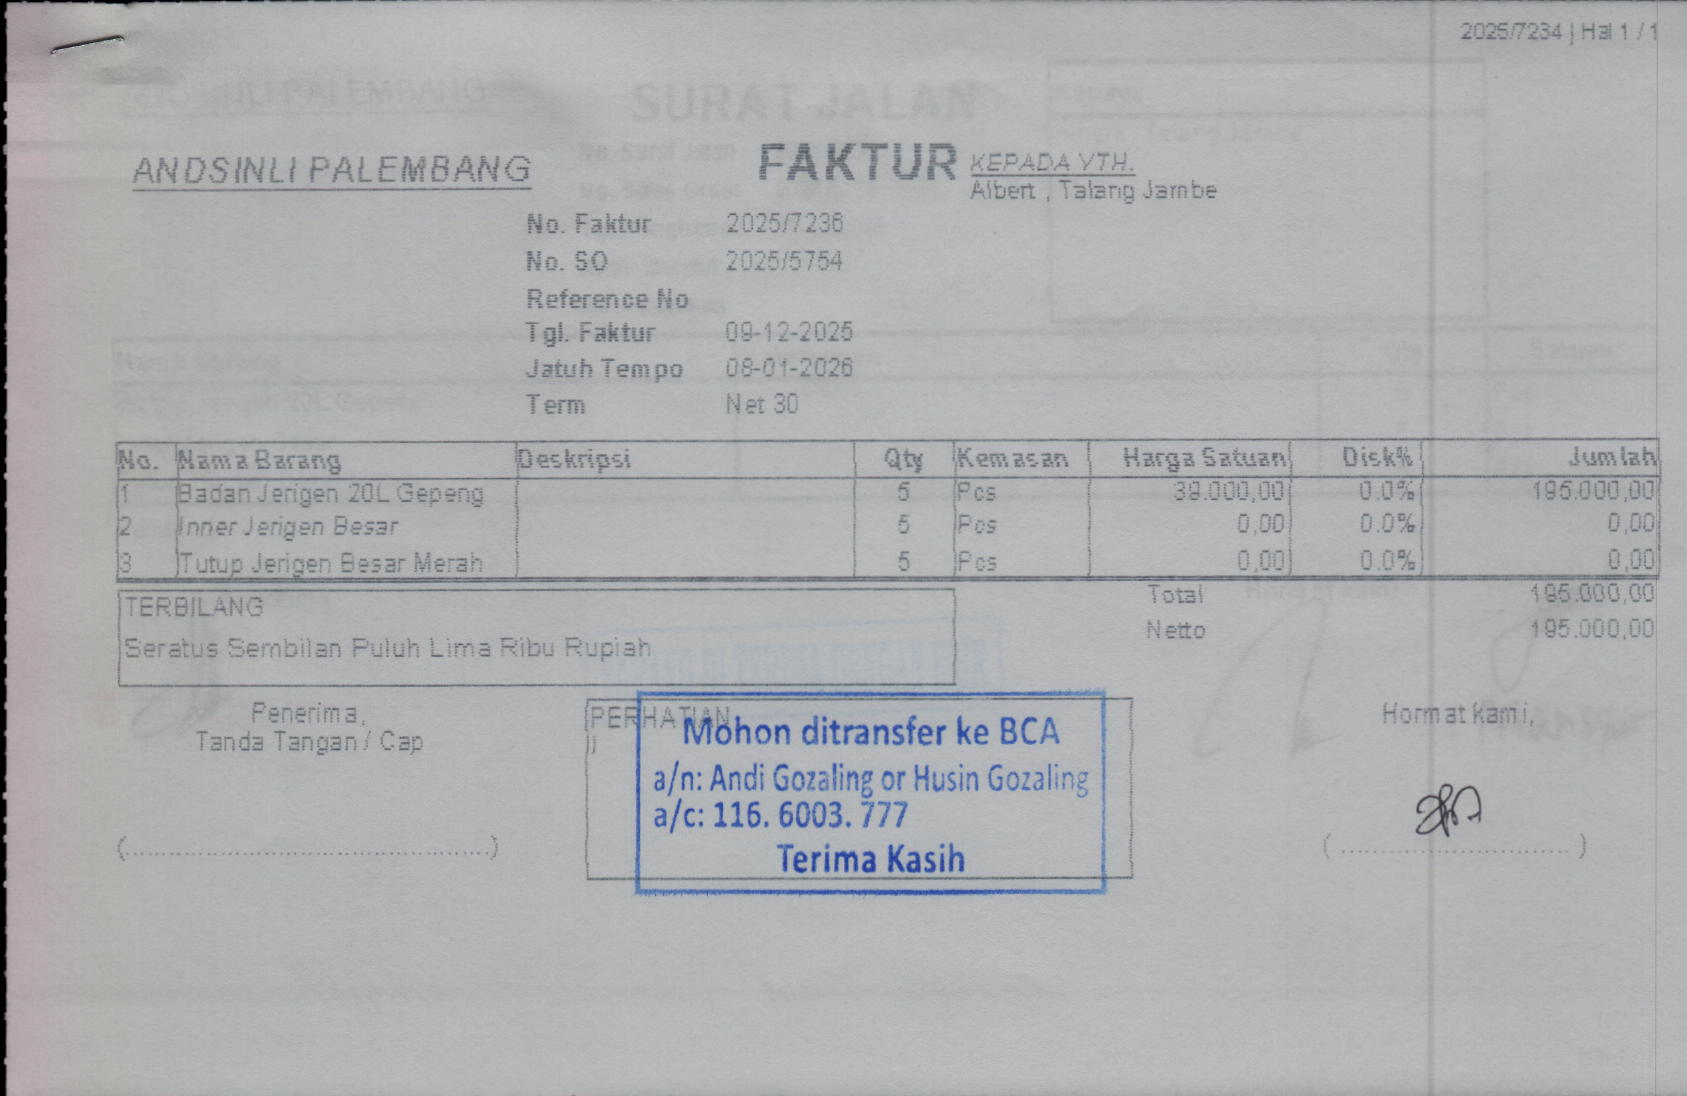 2025/7234 | Hal 1 / 1
SURAT JALAN
ANDSINLI PALEMBANG
FAKTUR
KEPADA YTH.
Albert , Talang Jambe
No. Faktur 2025/7236
No. SO 2025/5754
Reference No
Tgl. Faktur 09-12-2025
Jatuh Tempo 08-01-2026
Term Net 30
No. Nama Barang Deskripsi Qty Kemasan Harga Satuan Disk% Jumlah
1 Badan Jerigen 20L Gepeng 5 Pcs 39.000,00 0.0% 195.000,00
2 Inner Jerigen Besar 5 Pcs 0,00 0.0% 0,00
3 Tutup Jerigen Besar Merah 5 Pcs 0,00 0.0% 0,00
Total 195.000,00
Netto 195.000,00
TERBILANG
Seratus Sembilan Puluh Lima Ribu Rupiah
Penerima,
Tanda Tangan / Cap
(..........................................)
PERHATIAN
Mohon ditransfer ke BCA
a/n: Andi Gozaling or Husin Gozaling
a/c: 116. 6003. 777
Terima Kasih
Hormat kami,
( .............................. )